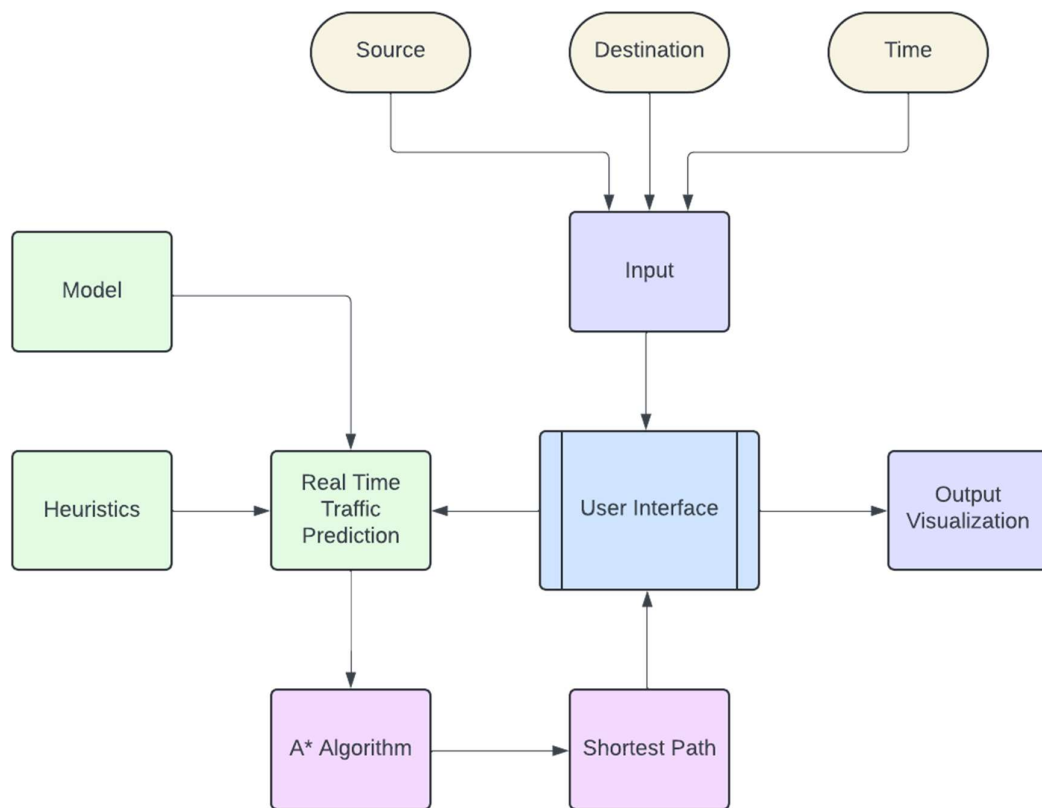 Source
Destination
Time
Input
Model
Heuristics
Real Time
Traffic
Prediction
User Interface
Output
Visualization
A* Algorithm
Shortest Path